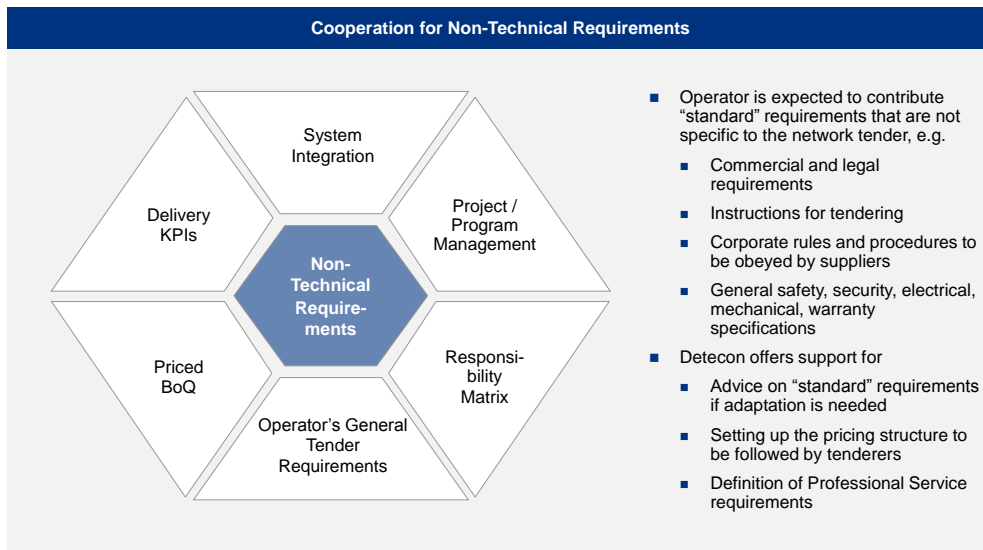 Cooperation for Non-Technical Requirements
System
Integration
Delivery
KPIs
Project /
Program
Management
Non-
Technical
Require-
ments
Priced
BoQ
Responsi-
bility
Matrix
Operator's General
Tender
Requirements
■ Operator is expected to contribute
“standard” requirements that are not
specific to the network tender, e.g.
■ Commercial and legal
requirements
■ Instructions for tendering
■ Corporate rules and procedures to
be obeyed by suppliers
■ General safety, security, electrical,
mechanical, warranty
specifications
■ Detecon offers support for
■ Advice on “standard” requirements
if adaptation is needed
■ Setting up the pricing structure to
be followed by tenderers
■ Definition of Professional Service
requirements